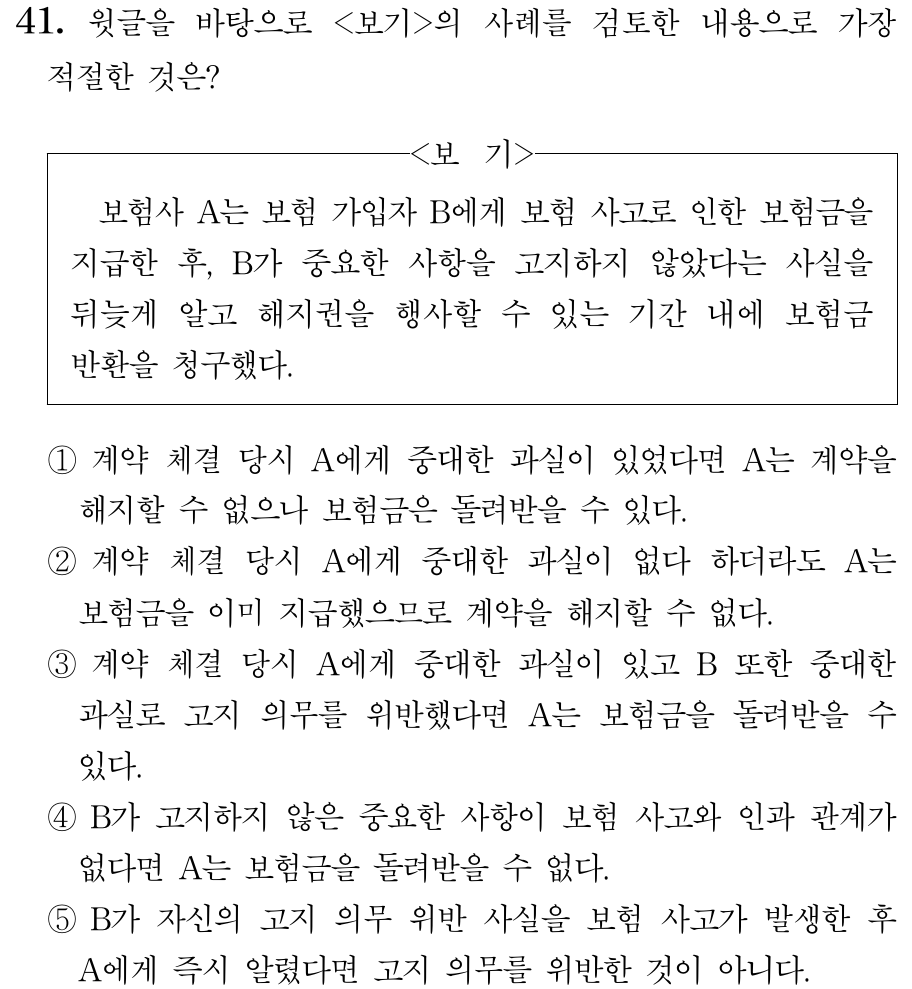 41. 윗글을 바탕으로 <보기>의 사례를 검토한 내용으로 가장
적절한 것은?
<보 기>
보험사 A는 보험 가입자 B에게 보험 사고로 인한 보험금을
지급한 후, B가 중요한 사항을 고지하지 않았다는 사실을
뒤늦게 알고 해지권을 행사할 수 있는 기간 내에 보험금
반환을 청구했다.
① 계약 체결 당시 A에게 중대한 과실이 있었다면 A는 계약을
해지할 수 없으나 보험금은 돌려받을 수 있다.
② 계약 체결 당시 A에게 중대한 과실이 없다 하더라도 A는
보험금을 이미 지급했으므로 계약을 해지할 수 없다.
③ 계약 체결 당시 A에게 중대한 과실이 있고 B 또한 중대한
과실로 고지 의무를 위반했다면 A는 보험금을 돌려받을 수
있다.
④ B가 고지하지 않은 중요한 사항이 보험 사고와 인과 관계가
없다면 A는 보험금을 돌려받을 수 없다.
⑤ B가 자신의 고지 의무 위반 사실을 보험 사고가 발생한 후
A에게 즉시 알렸다면 고지 의무를 위반한 것이 아니다.